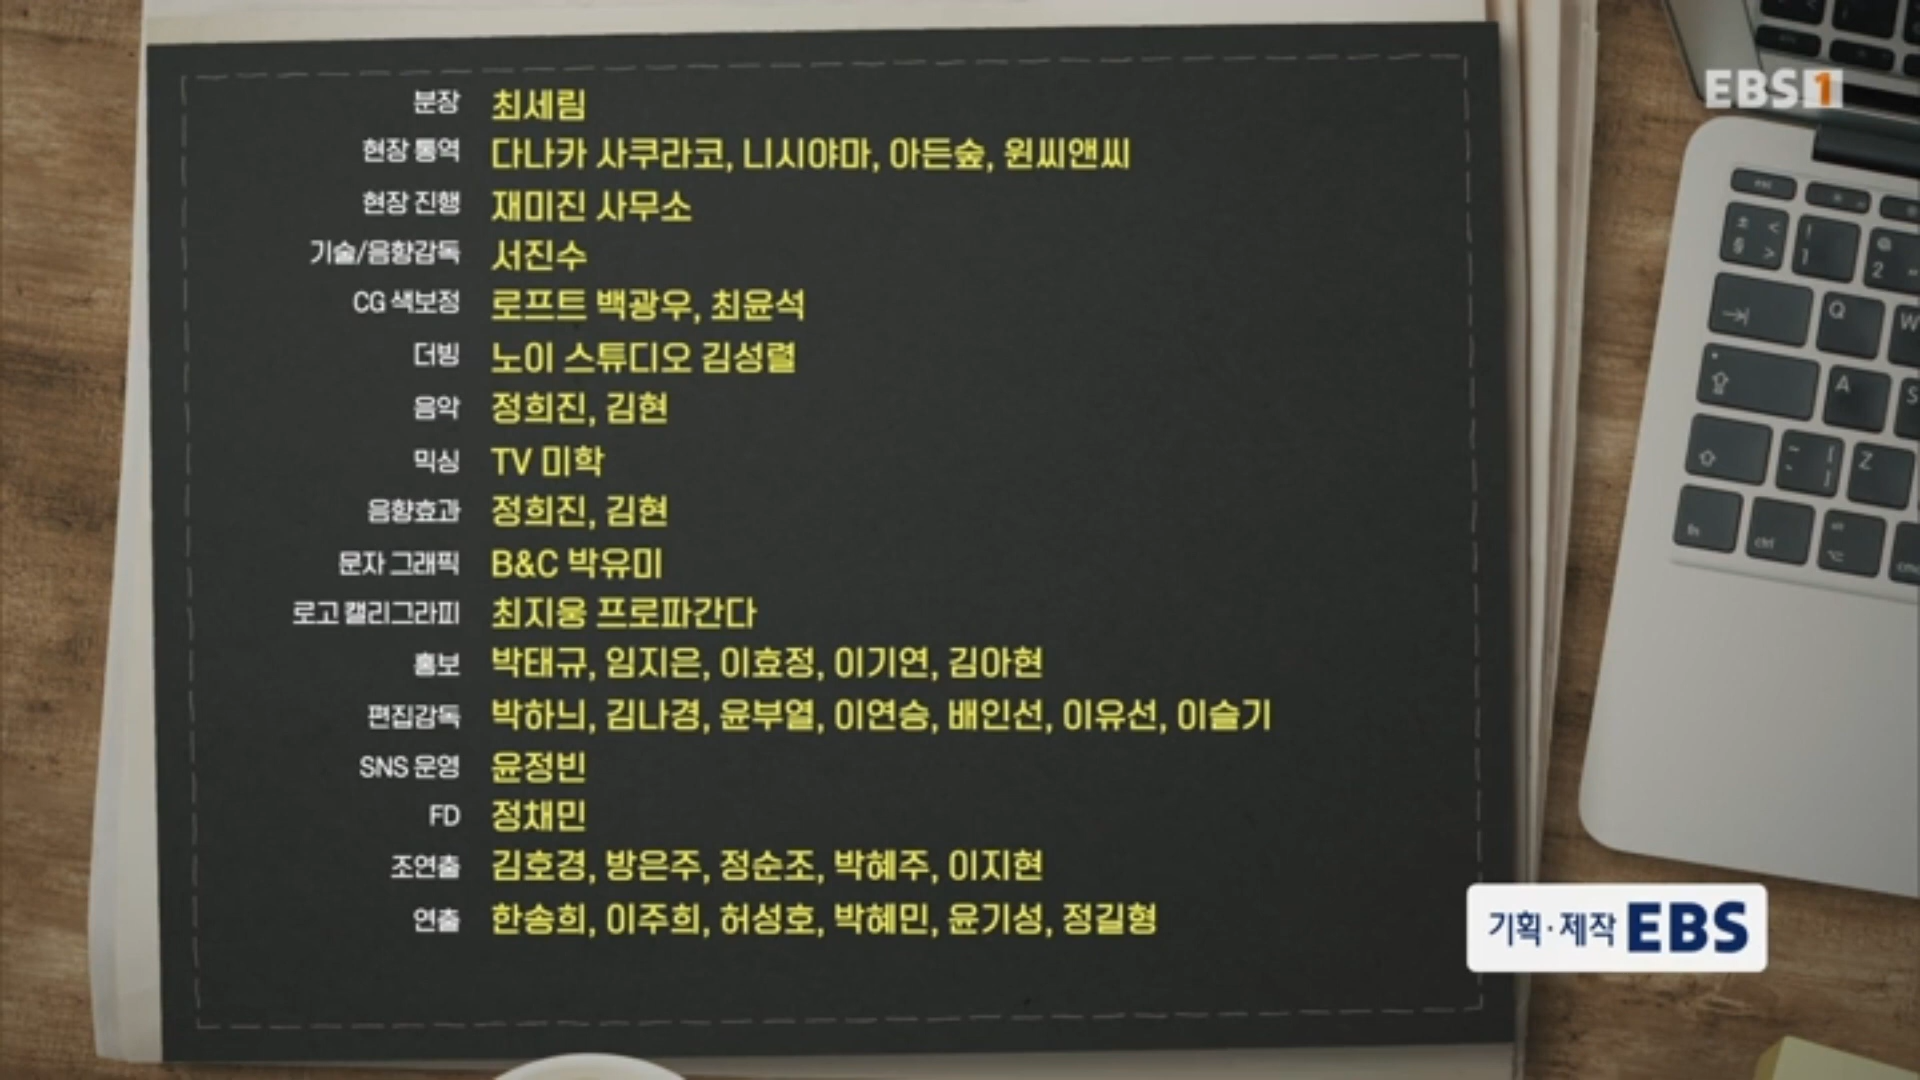 EBS1
분장 최세림
현장 통역 다나카 사쿠라코, 니시야마, 아든숲, 원씨앤씨
현장 진행 재미진 사무소
기술/음향감독 서진수
CG 색보정 로프트 백광우, 최윤석
더빙 노이 스튜디오 김성렬
음악 정희진, 김현
믹싱 TV 미학
음향효과 정희진, 김현
문자 그래픽 B&C 박유미
로고 캘리그라피 최지웅 프로파간다
홍보 박태규, 임지은, 이효정, 이기연, 김아현
편집감독 박하늬, 김나경, 윤부열, 이연승, 배인선, 이유선, 이슬기
SNS 운영 윤정빈
FD 정채민
조연출 김호경, 방은주, 정순조, 박혜주, 이지현
연출 한송희, 이주희, 허성호, 박혜민, 윤기성, 정길형
기획·제작 EBS